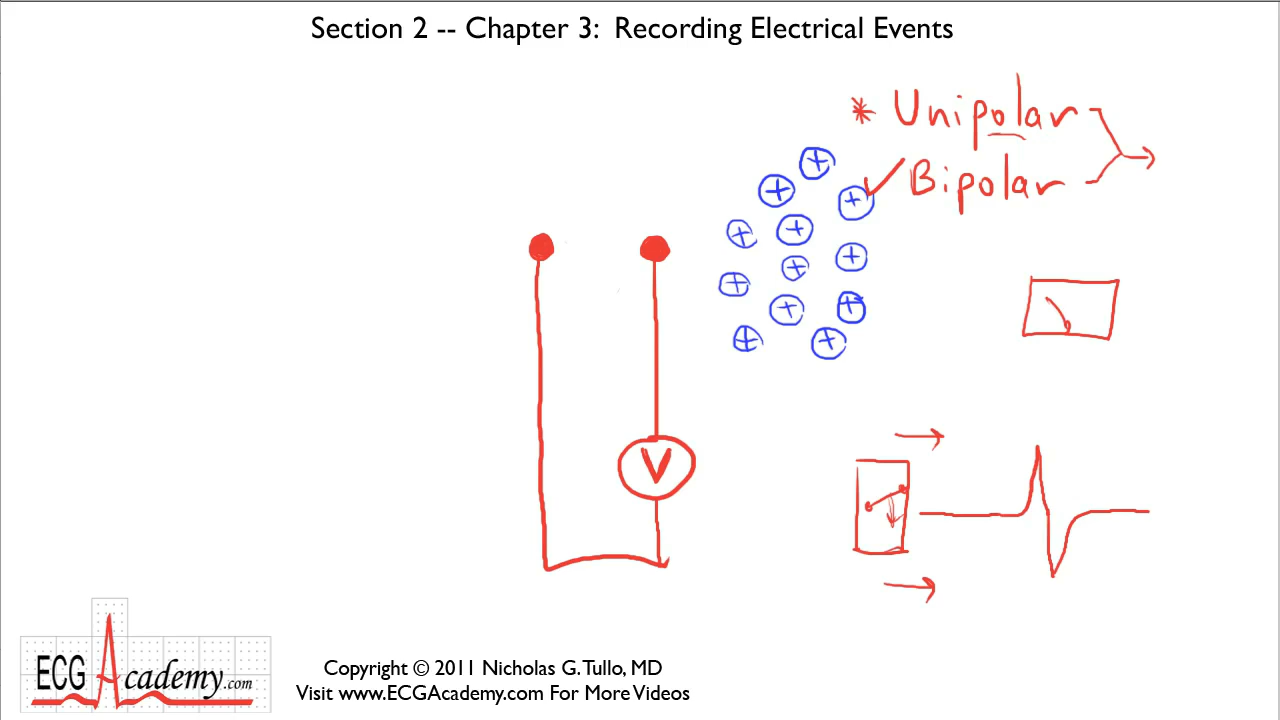 Section 2 -- Chapter 3: Recording Electrical Events
* Unipolar
Bipolar
+
+
+
+
+
+
+
+
+
+
+
+
V
ECG Academy.com
Copyright © 2011 Nicholas G. Tullo, MD
Visit www.ECGAcademy.com For More Videos